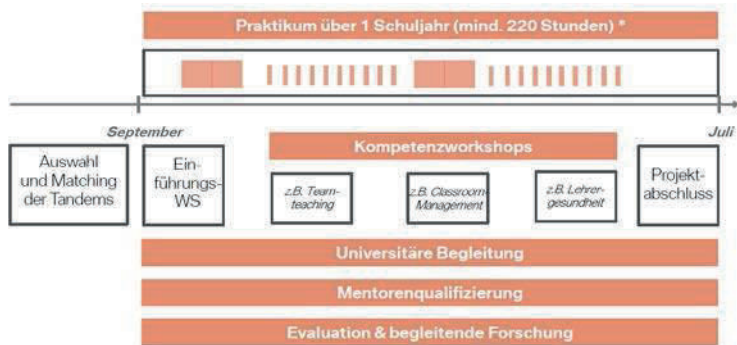 Praktikum über 1 Schuljahr (mind. 220 Stunden) *
September
Juli
Auswahl
und Matching
der Tandems
Ein-
führungs-
WS
Kompetenzworkshops
z.B. Team-
teaching
z.B. Classroom-
Management
z.B. Lehrer-
gesundheit
Projekt-
abschluss
Universitäre Begleitung
Mentorenqualifizierung
Evaluation & begleitende Forschung